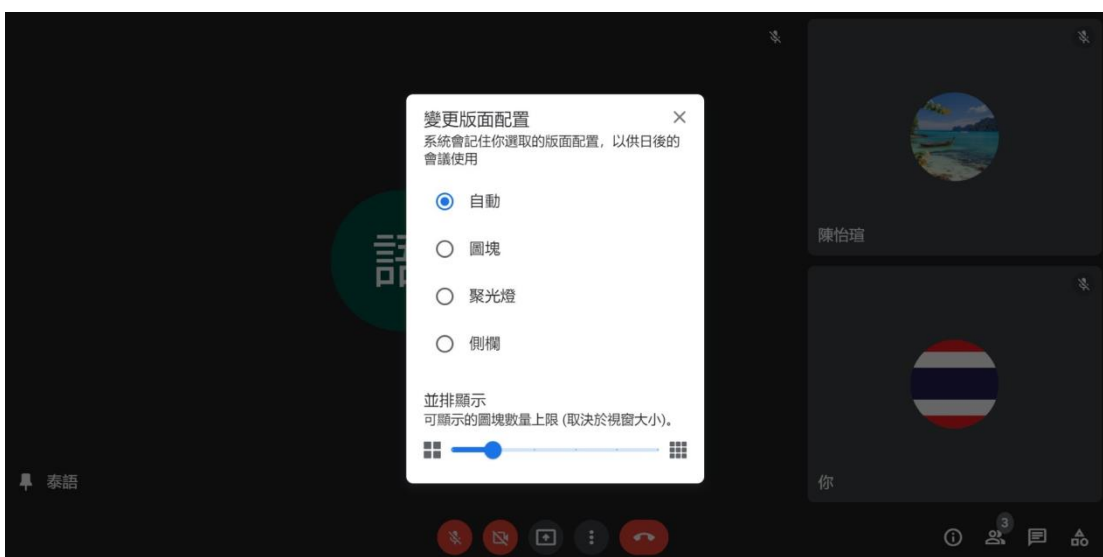 變更版面配置
系統會記住你選取的版面配置，以供日後的
會議使用
自動
圖塊
聚光燈
側欄
並排顯示
可顯示的圖塊數量上限 (取決於視窗大小)。
語
陳怡瑄
泰語
你
3